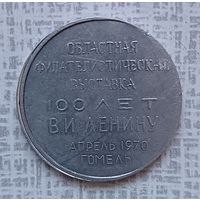 ОБЛАСТНАЯ
ФИЛАТЕЛИСТИЧЕСКАЯ
ВЫСТАВКА
100 ЛЕТ
В.И.ЛЕНИНУ
АПРЕЛЬ 1970
ГОМЕЛЬ